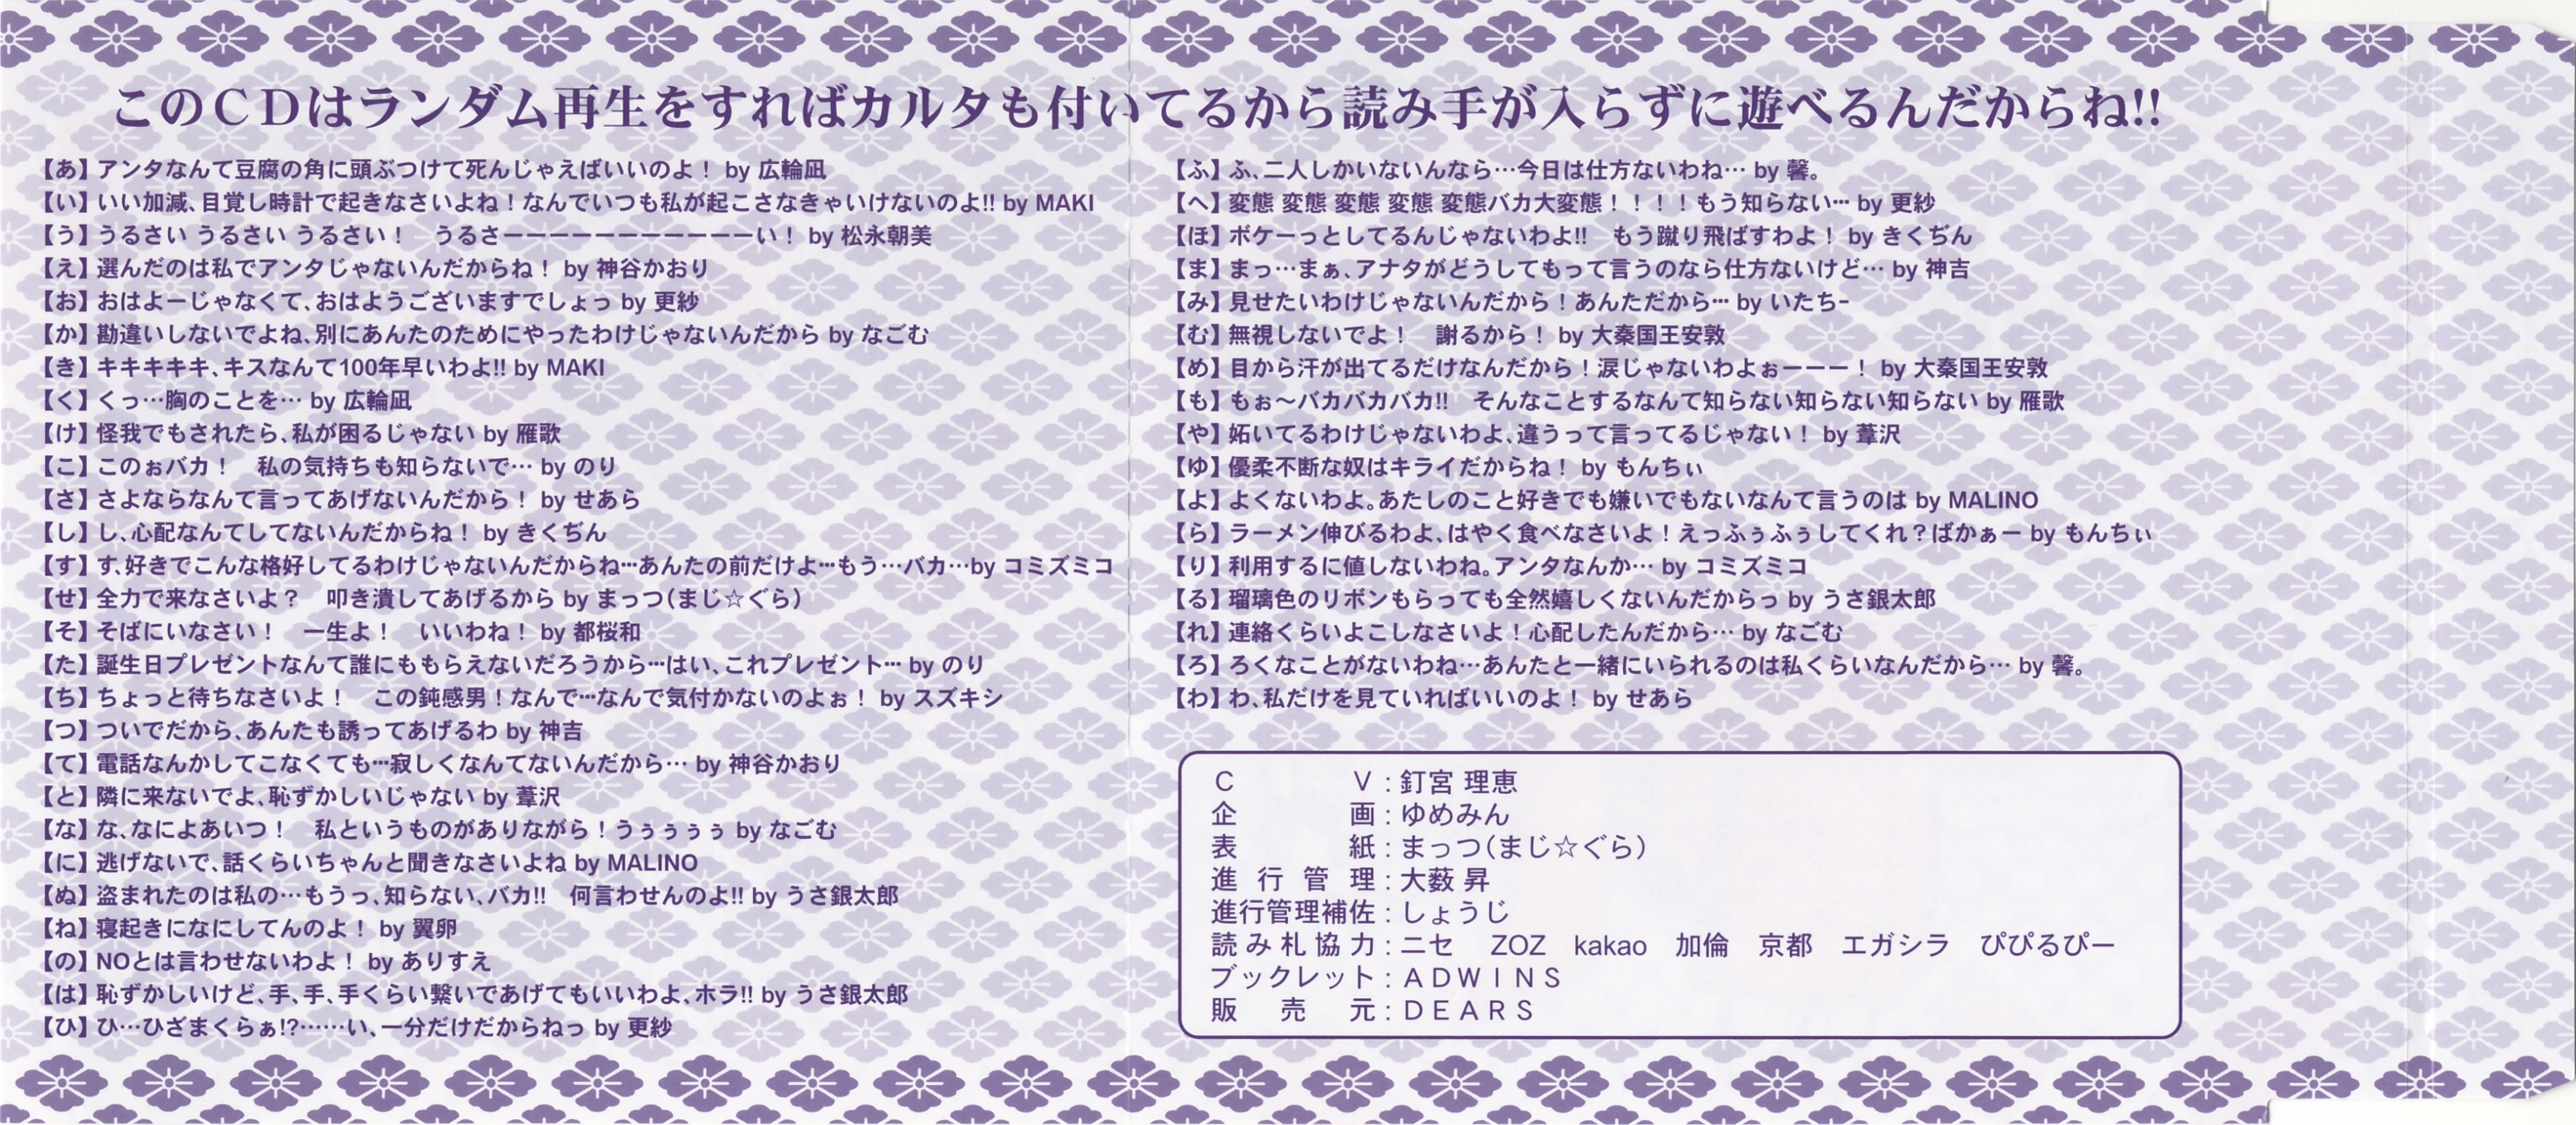 このＣＤはランダム再生をすればカルタも付いてるから読み手が入らずに遊べるんだからね!!
【あ】アンタなんて豆腐の角に頭ぶつけて死んじゃえばいいのよ！ by 広輪凪
【い】いい加減、目覚し時計で起きなさいよね！なんでいつも私が起こさなきゃいけないのよ!! by MAKI
【う】うるさい うるさい うるさい！　うるさーーーーーーーーーーーい！ by 松永朝美
【え】選んだのは私でアンタじゃないんだからね！ by 神谷かおり
【お】おはよーじゃなくて、おはようございますでしょっ by 更紗
【か】勘違いしないでよね、別にあんたのためにやったわけじゃないんだから by なごむ
【き】キキキキキ、キスなんて100年早いわよ!! by MAKI
【く】くっ…胸のことを… by 広輪凪
【け】怪我でもされたら、私が困るじゃない by 雁歌
【こ】このぉバカ！　私の気持ちも知らないで… by のり
【さ】さよならなんて言ってあげないんだから！ by せあら
【し】し、心配なんてしてないんだからね！ by きくぢん
【す】す、好きでこんな格好してるわけじゃないんだからね…あんたの前だけよ…もう…バカ…by コミズミコ
【せ】全力で来なさいよ？　叩き潰してあげるから by まっつ（まじ☆ぐら）
【そ】そばにいなさい！　一生よ！　いいわね！ by 都桜和
【た】誕生日プレゼントなんて誰にももらえないだろうから…はい、これプレゼント… by のり
【ち】ちょっと待ちなさいよ！　この鈍感男！なんで…なんで気付かないのよぉ！ by スズキシ
【つ】ついでだから、あんたも誘ってあげるわ by 神吉
【て】電話なんかしてこなくても…寂しくなんてないんだから… by 神谷かおり
【と】隣に来ないでよ、恥ずかしいじゃない by 葦沢
【な】な、なによあいつ！　私というものがありながら！うぅぅぅぅ by なごむ
【に】逃げないで、話くらいちゃんと聞きなさいよね by MALINO
【ぬ】盗まれたのは私の…もうっ、知らない、バカ!!　何言わせんのよ!! by うさ銀太郎
【ね】寝起きになにしてんのよ！ by 翼卵
【の】NOとは言わせないわよ！ by ありすえ
【は】恥ずかしいけど、手、手、手くらい繋いであげてもいいわよ、ホラ!! by うさ銀太郎
【ひ】ひ…ひざまくらぁ!?……い、一分だけだからねっ by 更紗
【ふ】ふ、二人しかいないんなら…今日は仕方ないわね… by 馨。
【へ】変態 変態 変態 変態 変態バカ大変態！！！！もう知らない… by 更紗
【ほ】ボケーっとしてるんじゃないわよ!!　もう蹴り飛ばすわよ！ by きくぢん
【ま】まっ…まぁ、アナタがどうしてもって言うのなら仕方ないけど… by 神吉
【み】見せたいわけじゃないんだから！あんただから… by いたち-
【む】無視しないでよ！　謝るから！ by 大秦国王安敦
【め】目から汗が出てるだけなんだから！涙じゃないわよぉーーー！ by 大秦国王安敦
【も】もぉ～バカバカバカ!!　そんなことするなんて知らない知らない知らない by 雁歌
【や】妬いてるわけじゃないわよ、違うって言ってるじゃない！ by 葦沢
【ゆ】優柔不断な奴はキライだからね！ by もんちぃ
【よ】よくないわよ。あたしのこと好きでも嫌いでもないなんて言うのは by MALINO
【ら】ラーメン伸びるわよ、はやく食べなさいよ！えっふぅふぅしてくれ？ばかぁー by もんちぃ
【り】利用するに値しないわね。アンタなんか… by コミズミコ
【る】瑠璃色のリボンもらっても全然嬉しくないんだからっ by うさ銀太郎
【れ】連絡くらいよこしなさいよ！心配したんだから… by なごむ
【ろ】ろくなことがないわね…あんたと一緒にいられるのは私くらいなんだから… by 馨。
【わ】わ、私だけを見ていればいいのよ！ by せあら
Ｃ　Ｖ：釘宮 理恵
企　画：ゆめみん
表　紙：まっつ（まじ☆ぐら）
進行管理：大薮 昇
進行管理補佐：しょうじ
読み札協力：ニセ　ZOZ　kakao　加倫　京都　エガシラ　ぴぴるぴー
ブックレット：ＡＤＷＩＮＳ
販売元：ＤＥＡＲＳ